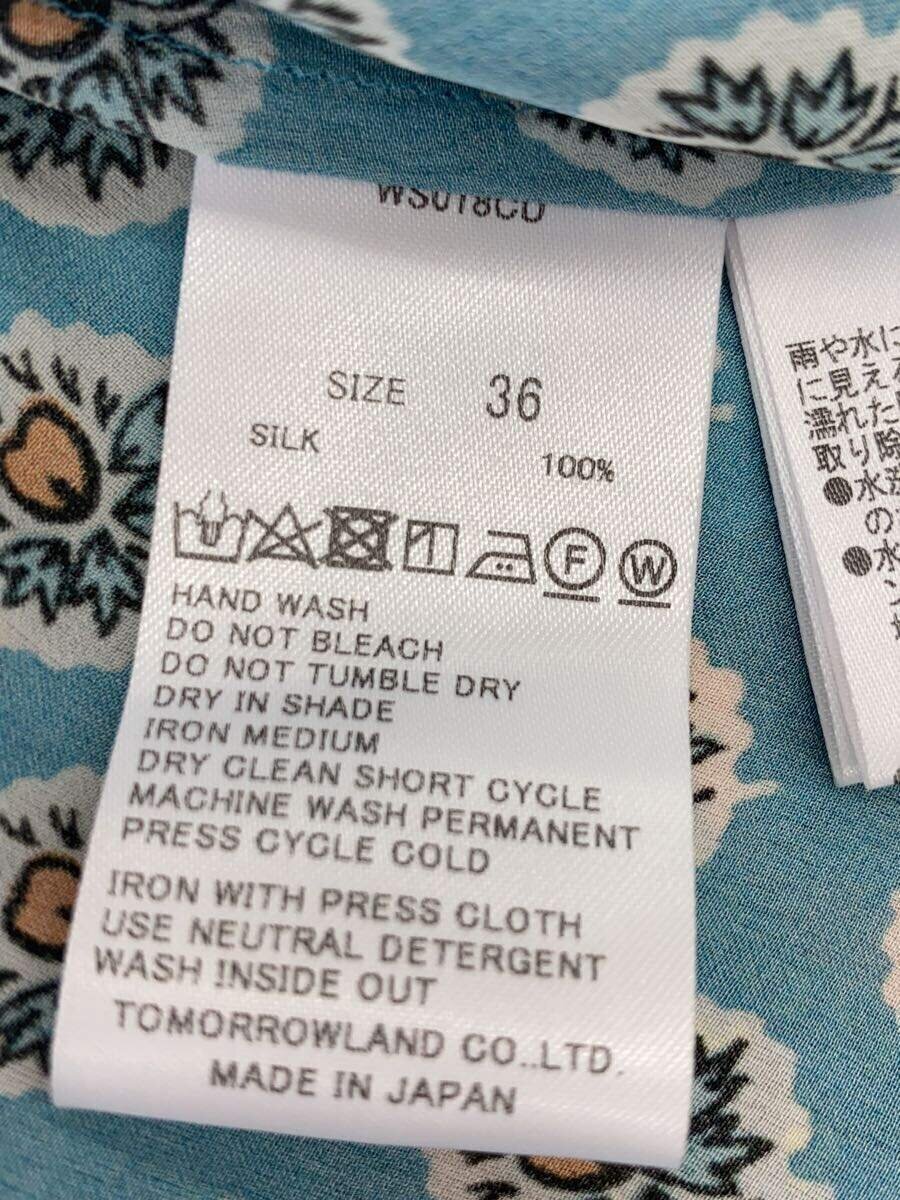 WS018CD
SIZE 36
SILK 100%
F W
HAND WASH
DO NOT BLEACH
DO NOT TUMBLE DRY
DRY IN SHADE
IRON MEDIUM
DRY CLEAN SHORT CYCLE
MACHINE WASH PERMANENT
PRESS CYCLE COLD
IRON WITH PRESS CLOTH
USE NEUTRAL DETERGENT
WASH INSIDE OUT
TOMORROWLAND CO.,LTD.
MADE IN JAPAN
雨や水に
に見え
濡れた
取り除
●水
の
●水
ン